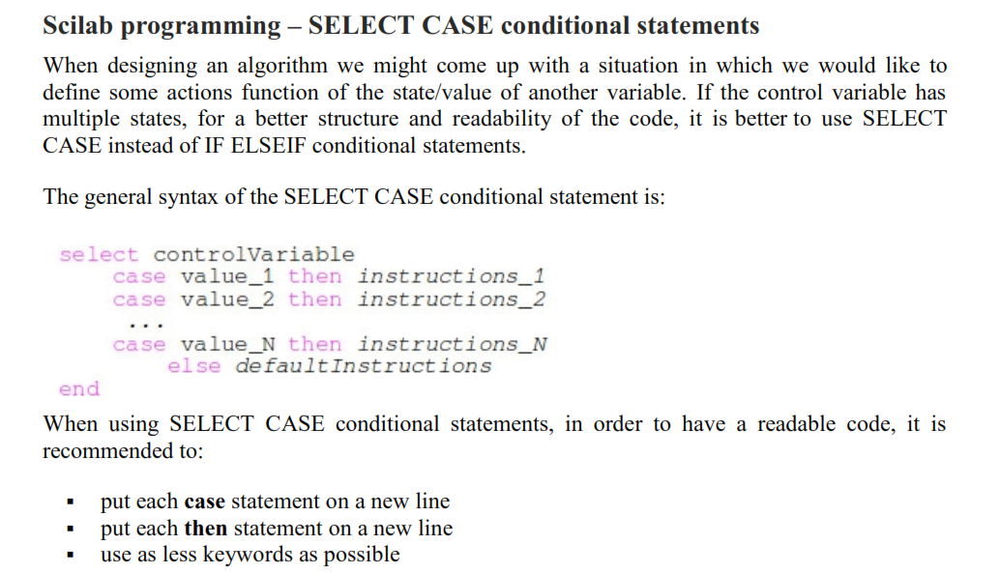 Scilab programming – SELECT CASE conditional statements
When designing an algorithm we might come up with a situation in which we would like to
define some actions function of the state/value of another variable. If the control variable has
multiple states, for a better structure and readability of the code, it is better to use SELECT
CASE instead of IF ELSEIF conditional statements.
The general syntax of the SELECT CASE conditional statement is:
select controlVariable
case value_1 then instructions_1
case value_2 then instructions_2
...
case value_N then instructions_N
else defaultInstructions
end
When using SELECT CASE conditional statements, in order to have a readable code, it is
recommended to:
▪ put each case statement on a new line
▪ put each then statement on a new line
▪ use as less keywords as possible